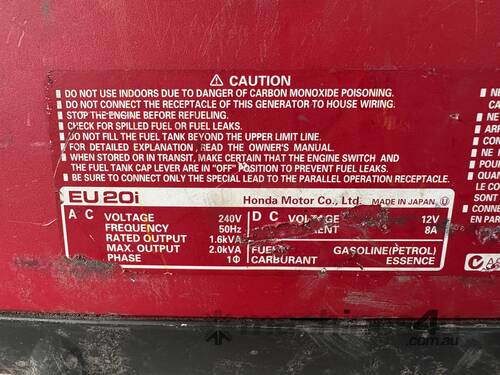 ⚠ CAUTION
DO NOT USE INDOORS DUE TO DANGER OF CARBON MONOXIDE POISONING.
DO NOT CONNECT THE RECEPTACLE OF THIS GENERATOR TO HOUSE WIRING.
STOP THE ENGINE BEFORE REFUELING.
CHECK FOR SPILLED FUEL OR FUEL LEAKS.
DO NOT FILL THE FUEL TANK BEYOND THE UPPER LIMIT LINE.
FOR DETAILED EXPLANATION, READ THE OWNER'S MANUAL.
WHEN STORED OR IN TRANSIT, MAKE CERTAIN THAT THE ENGINE SWITCH AND
THE FUEL TANK CAP LEVER ARE IN "OFF" POSITION TO PREVENT FUEL LEAKS.
BE SURE TO CONNECT ONLY THE SPECIAL LEAD TO THE PARALLEL OPERATION RECEPTACLE.
EU20i Honda Motor Co., Ltd. MADE IN JAPAN
AC VOLTAGE 240V DC VOLTAGE 12V
FREQUENCY 50Hz 8A
RATED OUTPUT 1.6kVA
MAX. OUTPUT 2.0kVA FUEL GASOLINE(PETROL)
PHASE 1Φ CARBURANT ESSENCE